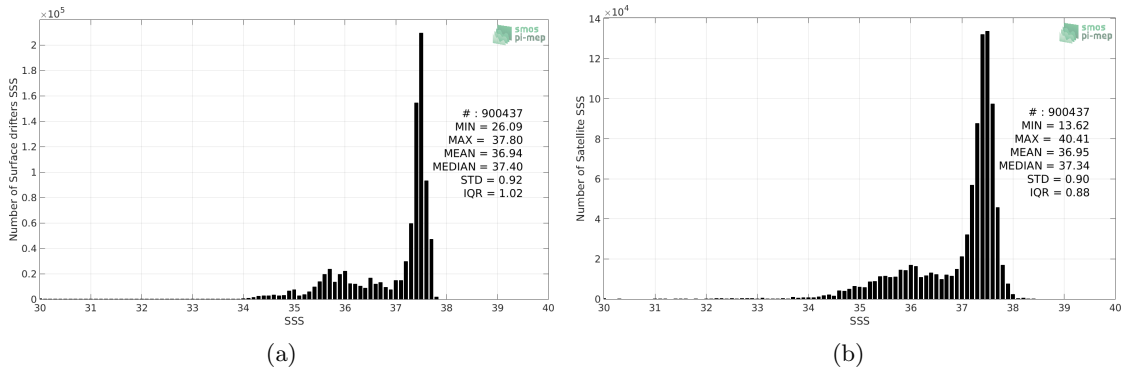 ×10^5
smos
pi-mep
Number of Surface drifters SSS
2
1.8
1.6
1.4
1.2
1
0.8
0.6
0.4
0.2
0
# : 900437
MIN = 26.09
MAX = 37.80
MEAN = 36.94
MEDIAN = 37.40
STD = 0.92
IQR = 1.02
30 31 32 33 34 35 36 37 38 39 40
SSS
(a)
×10^4
smos
pi-mep
Number of Satellite SSS
14
12
10
8
6
4
2
0
# : 900437
MIN = 13.62
MAX = 40.41
MEAN = 36.95
MEDIAN = 37.34
STD = 0.90
IQR = 0.88
30 31 32 33 34 35 36 37 38 39 40
SSS
(b)